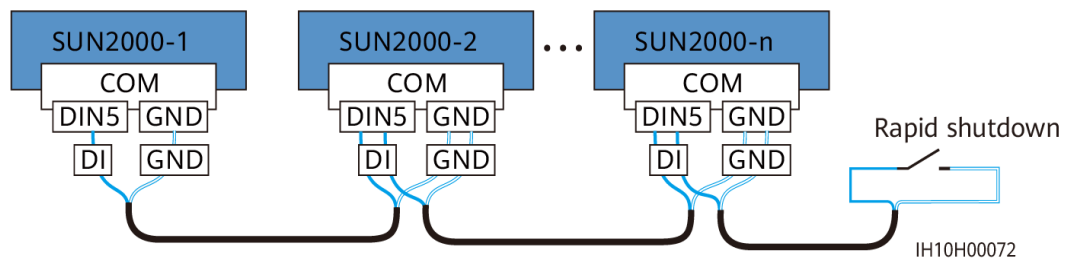 SUN2000-1 SUN2000-2 ... SUN2000-n
COM COM COM
DIN5 GND DIN5 GND DIN5 GND
Rapid shutdown
DI GND DI GND DI GND
IH10H00072